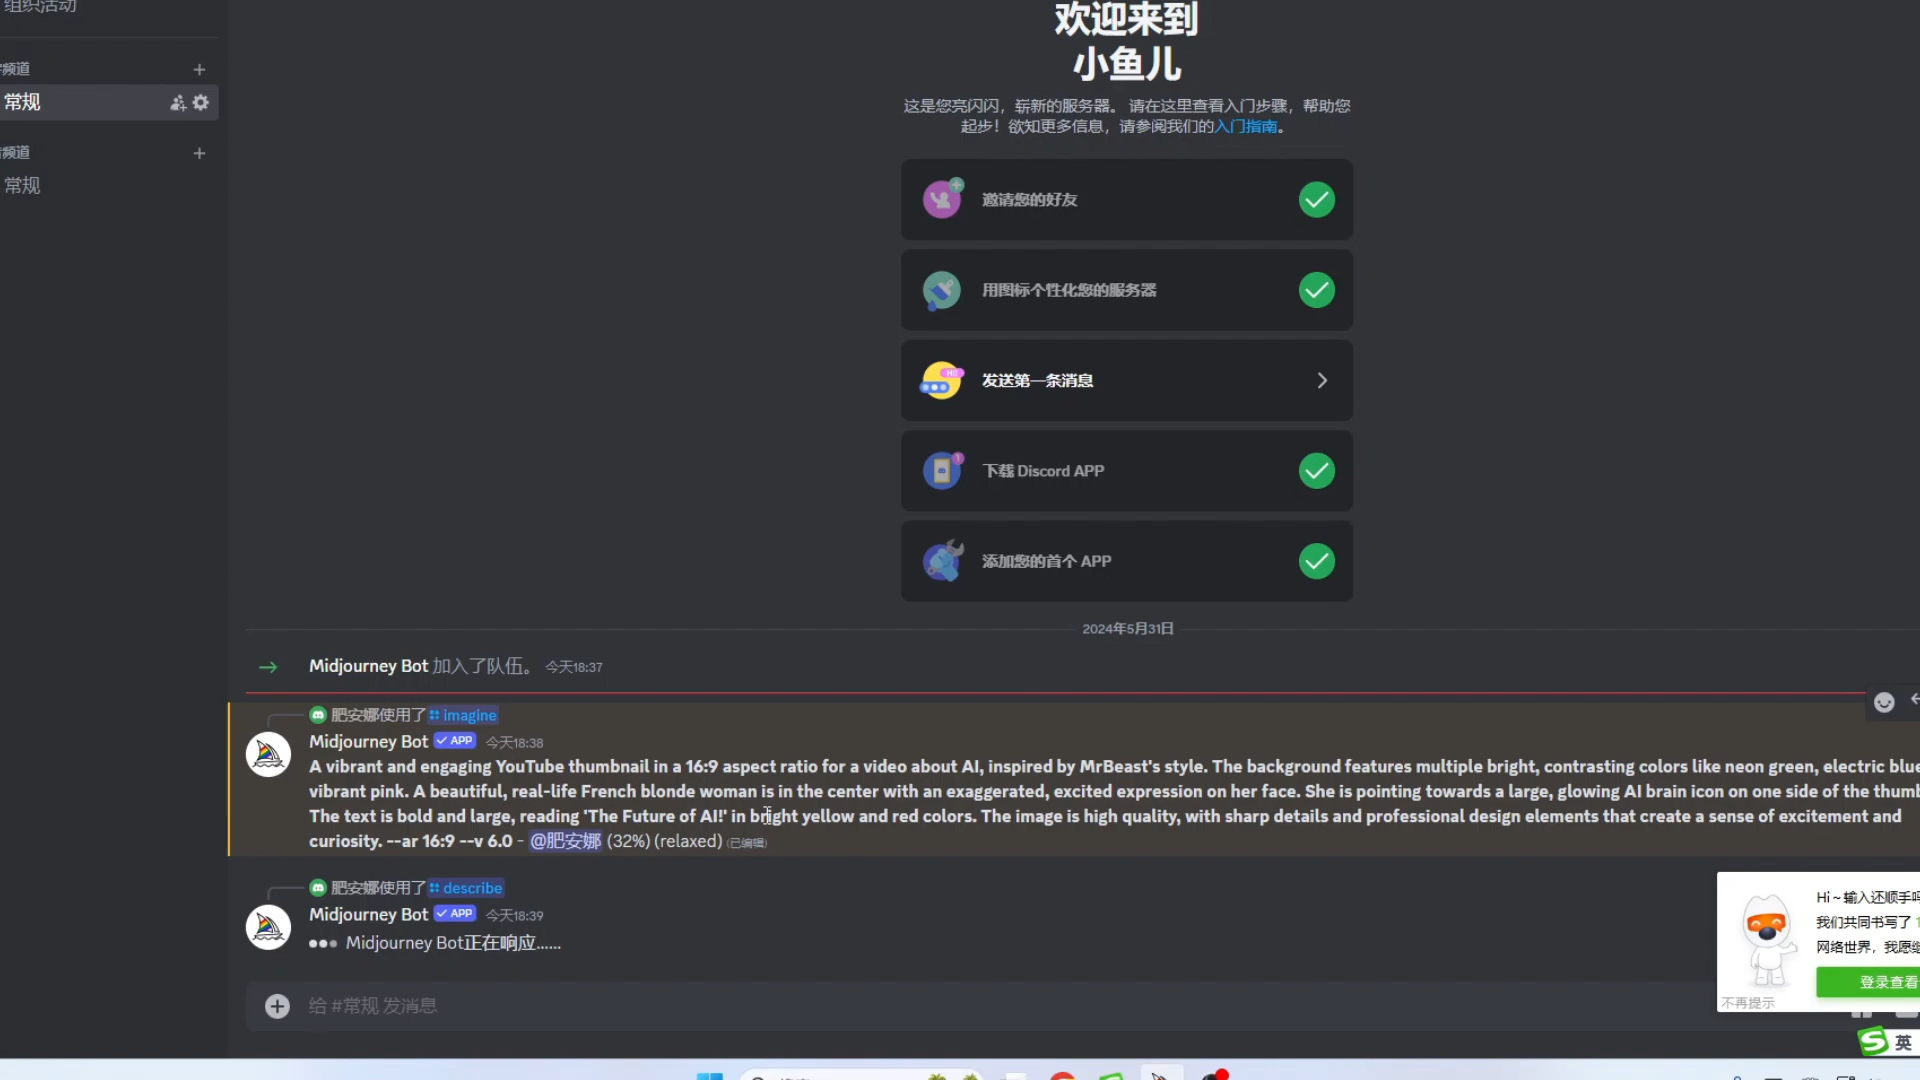 组织活动
频道
常规
频道
常规
欢迎来到
小鱼儿
这是您亮闪闪，崭新的服务器。 请在这里查看入门步骤，帮助您
起步！欲知更多信息，请参阅我们的入门指南。
邀请您的好友
用图标个性化您的服务器
发送第一条消息
下载 Discord APP
添加您的首个 APP
2024年5月31日
Midjourney Bot 加入了队伍。 今天18:37
肥安娜使用了 imagine
Midjourney Bot APP 今天18:38
A vibrant and engaging YouTube thumbnail in a 16:9 aspect ratio for a video about AI, inspired by MrBeast's style. The background features multiple bright, contrasting colors like neon green, electric blue
vibrant pink. A beautiful, real-life French blonde woman is in the center with an exaggerated, excited expression on her face. She is pointing towards a large, glowing AI brain icon on one side of the thumb
The text is bold and large, reading 'The Future of AI!' in bright yellow and red colors. The image is high quality, with sharp details and professional design elements that create a sense of excitement and
curiosity. --ar 16:9 --v 6.0 - @肥安娜 (32%) (relaxed) (已编辑)
肥安娜使用了 describe
Midjourney Bot APP 今天18:39
Midjourney Bot正在响应......
给 #常规 发消息
Hi ~ 输入还顺手吗
我们共同书写了 1
网络世界，我愿继
登录查看
不再提示
英